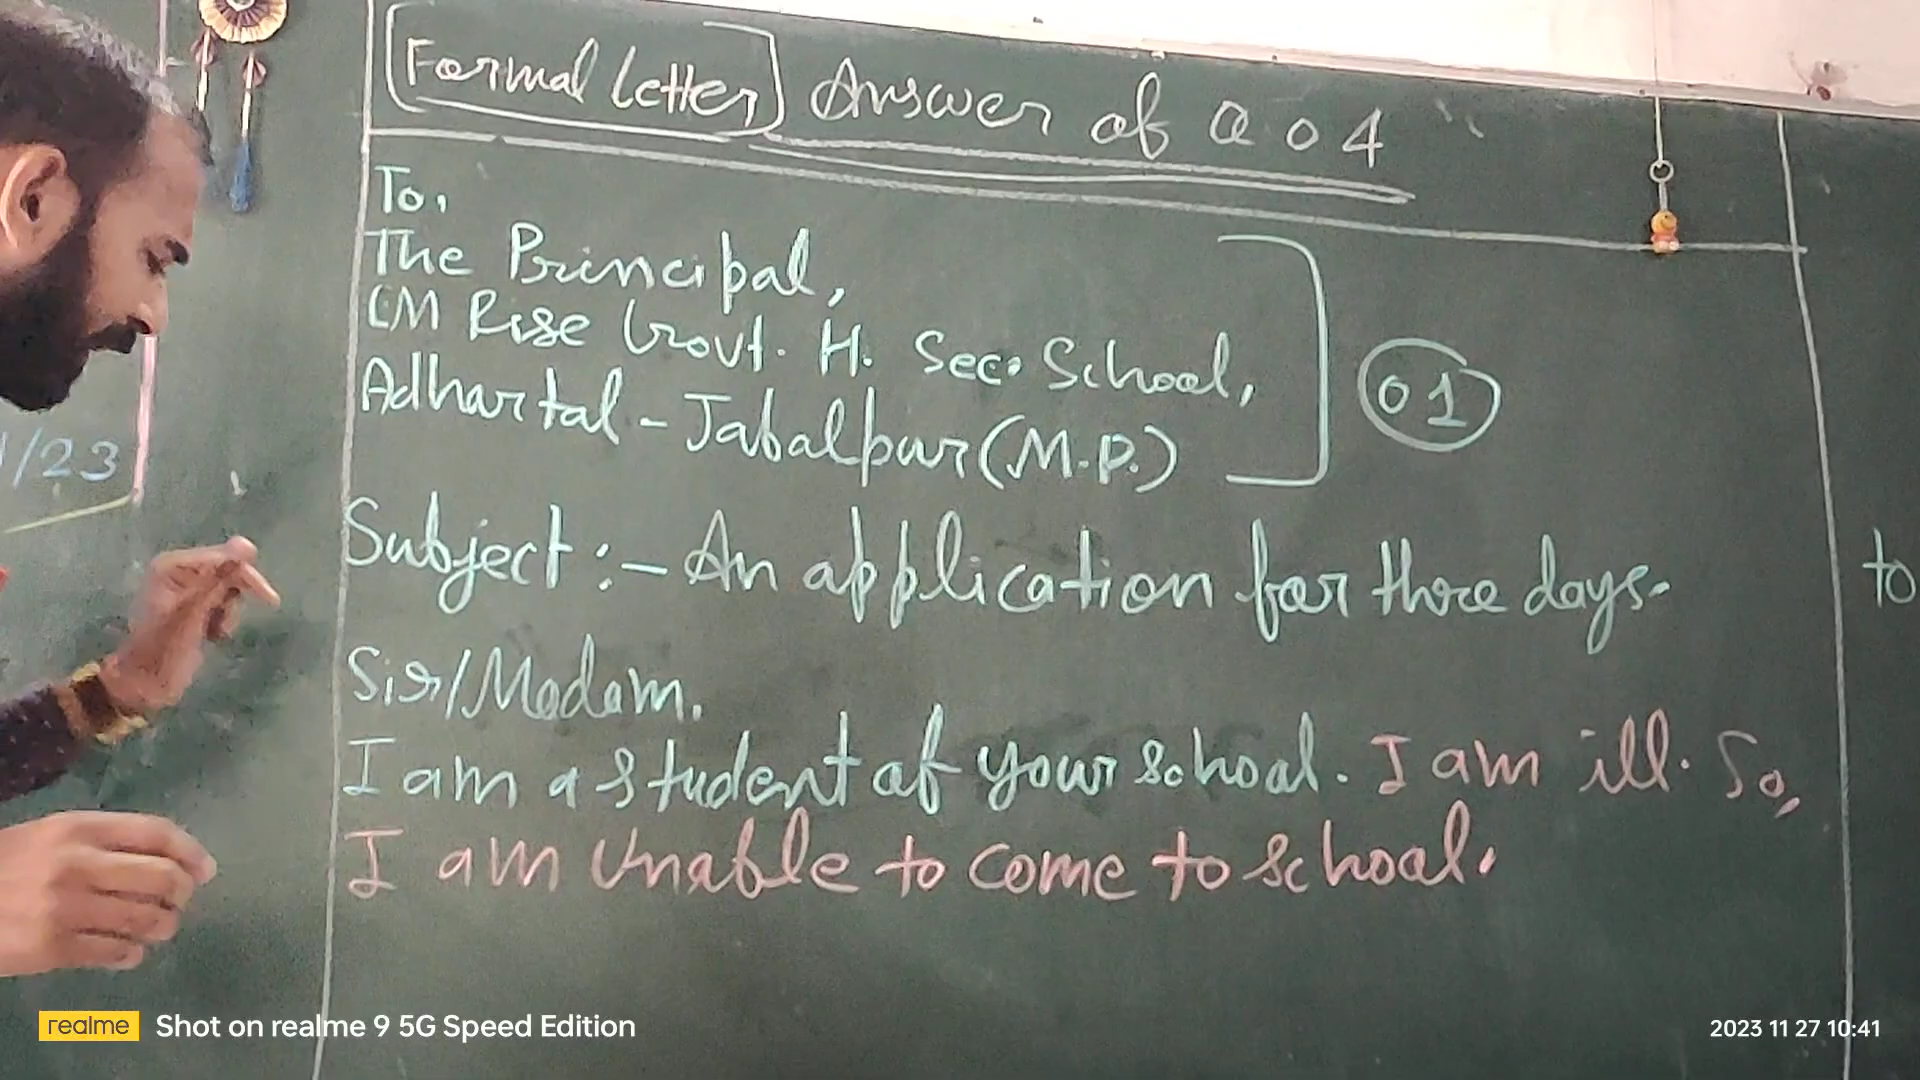 Formal Letter Answer of Q 04
To,
The Principal,
CM Rise Govt. H. Sec. School,
Adhartal - Jabalpur (M.P.)
01
Subject :- An application for three days.
Sir/Madam.
I am a student of your school. I am ill. So,
I am unable to come to school.
/23
to
realme Shot on realme 9 5G Speed Edition
2023 11 27 10:41